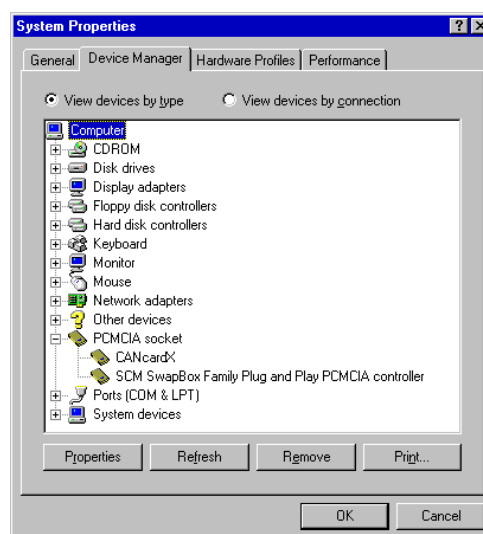 System Properties
General Device Manager Hardware Profiles Performance
View devices by type View devices by connection
Computer
CDROM
Disk drives
Display adapters
Floppy disk controllers
Hard disk controllers
Keyboard
Monitor
Mouse
Network adapters
Other devices
PCMCIA socket
CANcardX
SCM SwapBox Family Plug and Play PCMCIA controller
Ports (COM & LPT)
System devices
Properties Refresh Remove Print...
OK Cancel